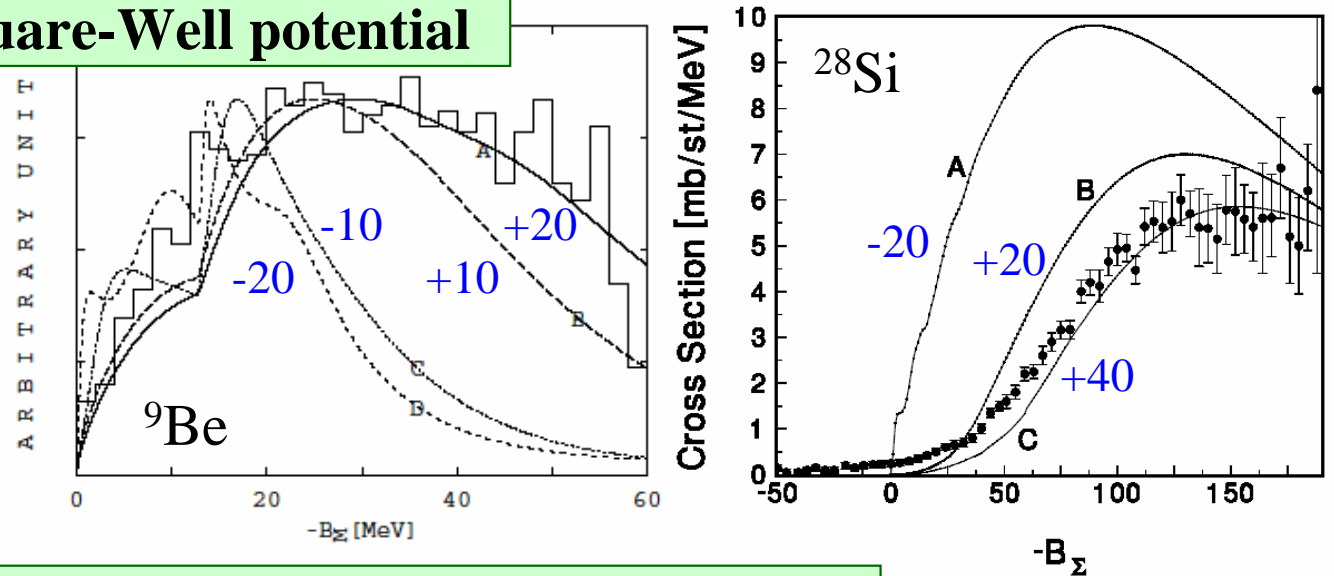 uare-Well potential
ARBITRARY UNIT
A
-10
+20
-20
+10
B
C
D
⁹Be
0 20 40 60
-BΣ [MeV]
Cross Section [mb/st/MeV]
10
9
8
7
6
5
4
3
2
1
0
²⁸Si
A
B
-20
+20
+40
C
-50 0 50 100 150
-BΣ